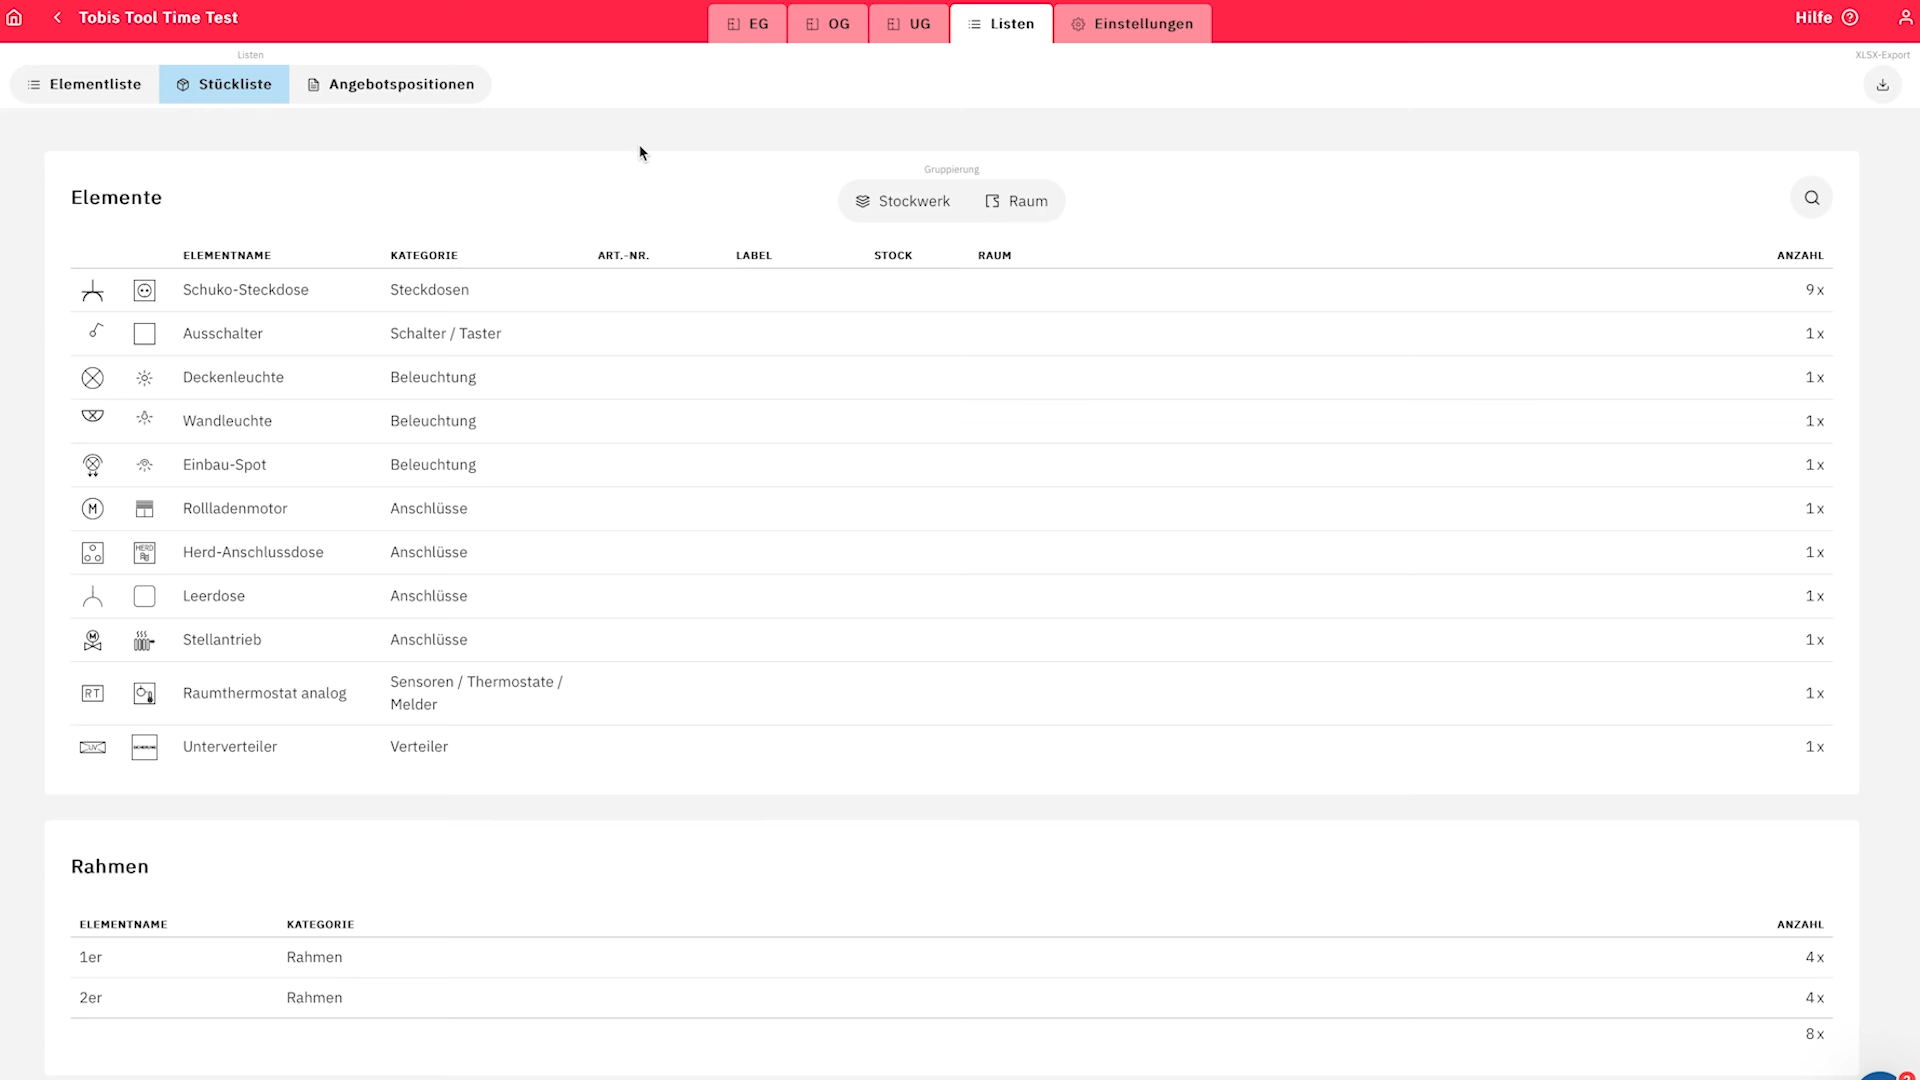 Tobis Tool Time Test
EG
OG
UG
Listen
Einstellungen
Hilfe
Listen
XLSX-Export
Elementliste
Stückliste
Angebotspositionen
Gruppierung
Elemente
Stockwerk
Raum
ELEMENTNAME KATEGORIE ART.-NR. LABEL STOCK RAUM ANZAHL
Schuko-Steckdose Steckdosen 9x
Ausschalter Schalter / Taster 1x
Deckenleuchte Beleuchtung 1x
Wandleuchte Beleuchtung 1x
Einbau-Spot Beleuchtung 1x
M Rollladenmotor Anschlüsse 1x
HERD Herd-Anschlussdose Anschlüsse 1x
Leerdose Anschlüsse 1x
M Stellantrieb Anschlüsse 1x
RT Raumthermostat analog Sensoren / Thermostate / 1x
Melder
UV Unterverteiler Verteiler 1x
Rahmen
ELEMENTNAME KATEGORIE ANZAHL
1er Rahmen 4x
2er Rahmen 4x
8x